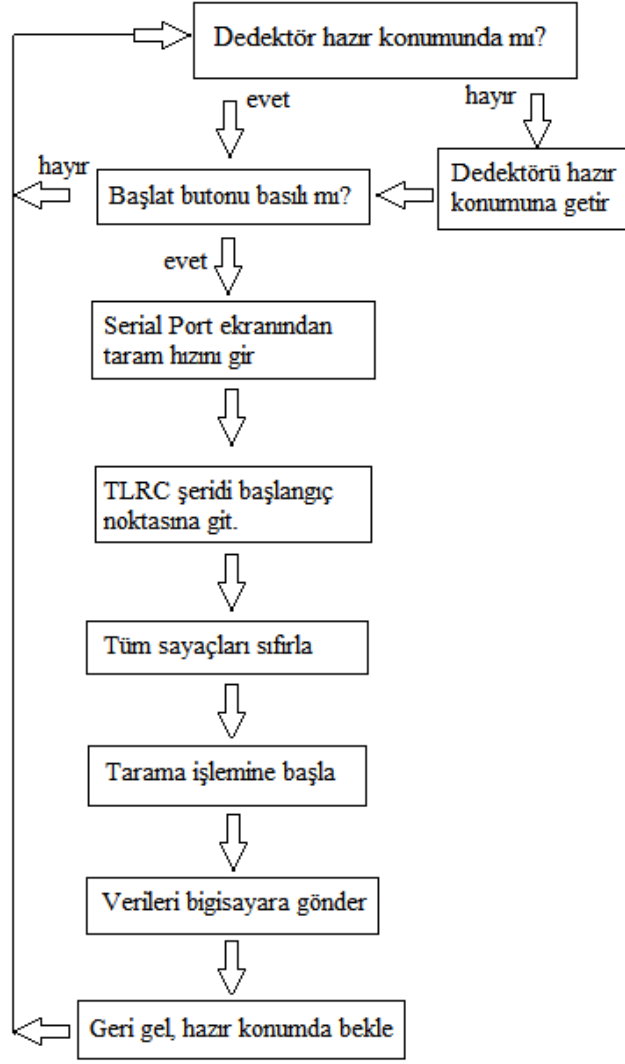 Dedektör hazır konumunda mı?
evet
hayır
hayır
Başlat butonu basılı mı?
Dedektörü hazır
konumuna getir
evet
Serial Port ekranından
taram hızını gir
TLRC şeridi başlangıç
noktasına git.
Tüm sayaçları sıfırla
Tarama işlemine başla
Verileri bigisayara gönder
Geri gel, hazır konumda bekle